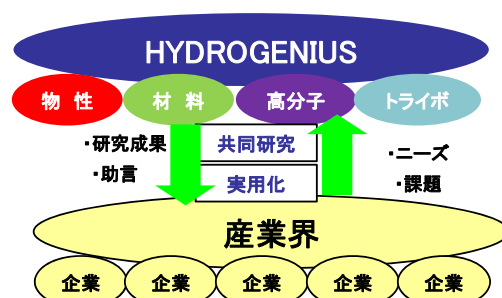 HYDROGENIUS
物 性 材 料 高分子 トライボ
・研究成果
・助言
共同研究
実用化
・ニーズ
・課題
産業界
企業 企業 企業 企業 企業